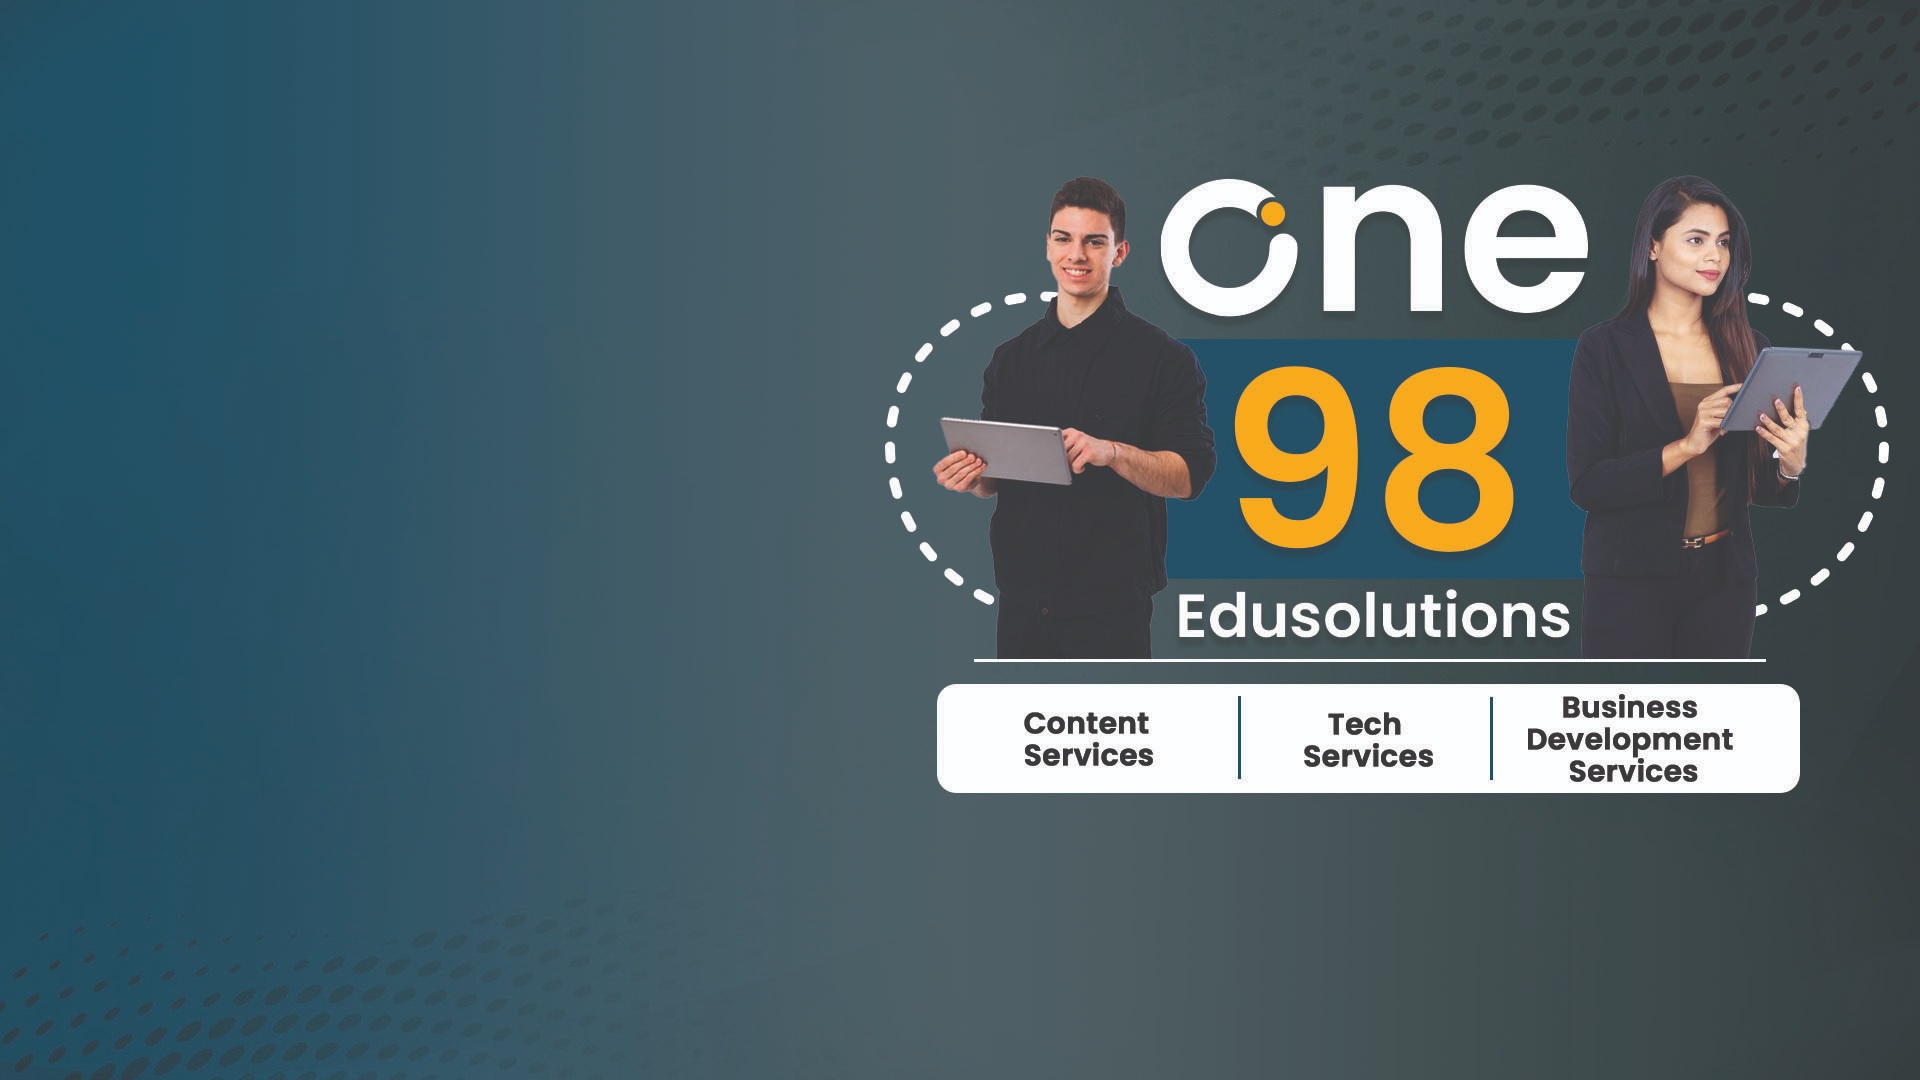 One
98
Edusolutions
Content
Services
Tech
Services
Business
Development
Services